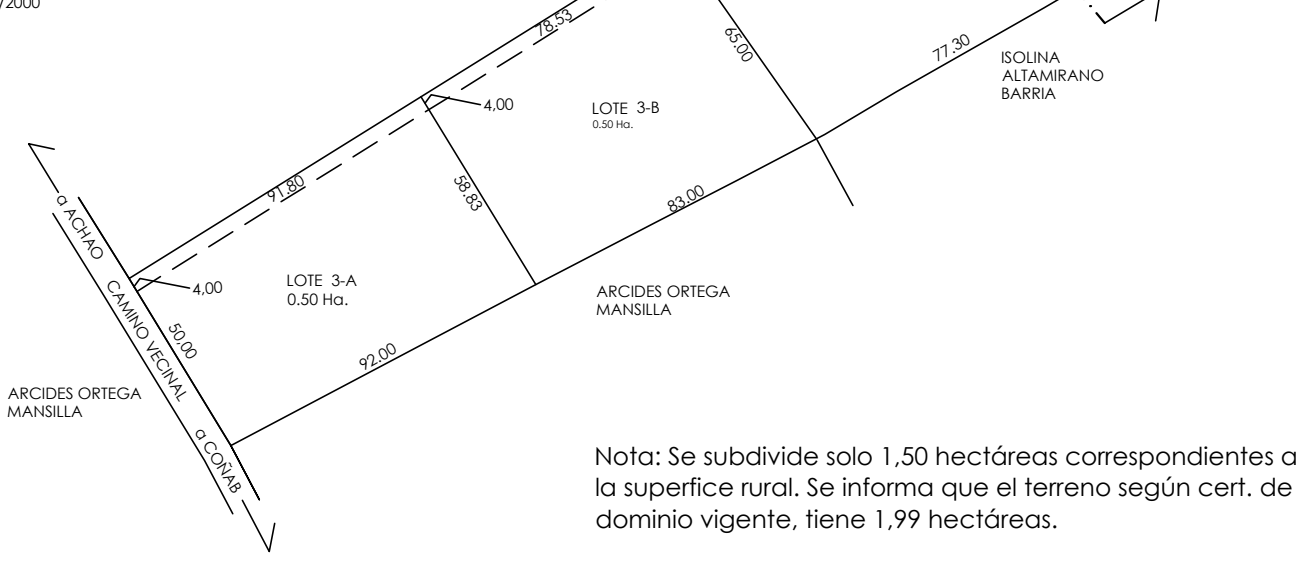 /2000
78.53
65.00
77.30
ISOLINA
ALTAMIRANO
BARRIA
4,00
LOTE 3-B
0.50 Ha.
91.80
58.83
83.00
a ACHAO
CAMINO VECINAL
a COÑAB
4,00
LOTE 3-A
0.50 Ha.
50,00
92.00
ARCIDES ORTEGA
MANSILLA
ARCIDES ORTEGA
MANSILLA
Nota: Se subdivide solo 1,50 hectáreas correspondientes a
la superfice rural. Se informa que el terreno según cert. de
dominio vigente, tiene 1,99 hectáreas.